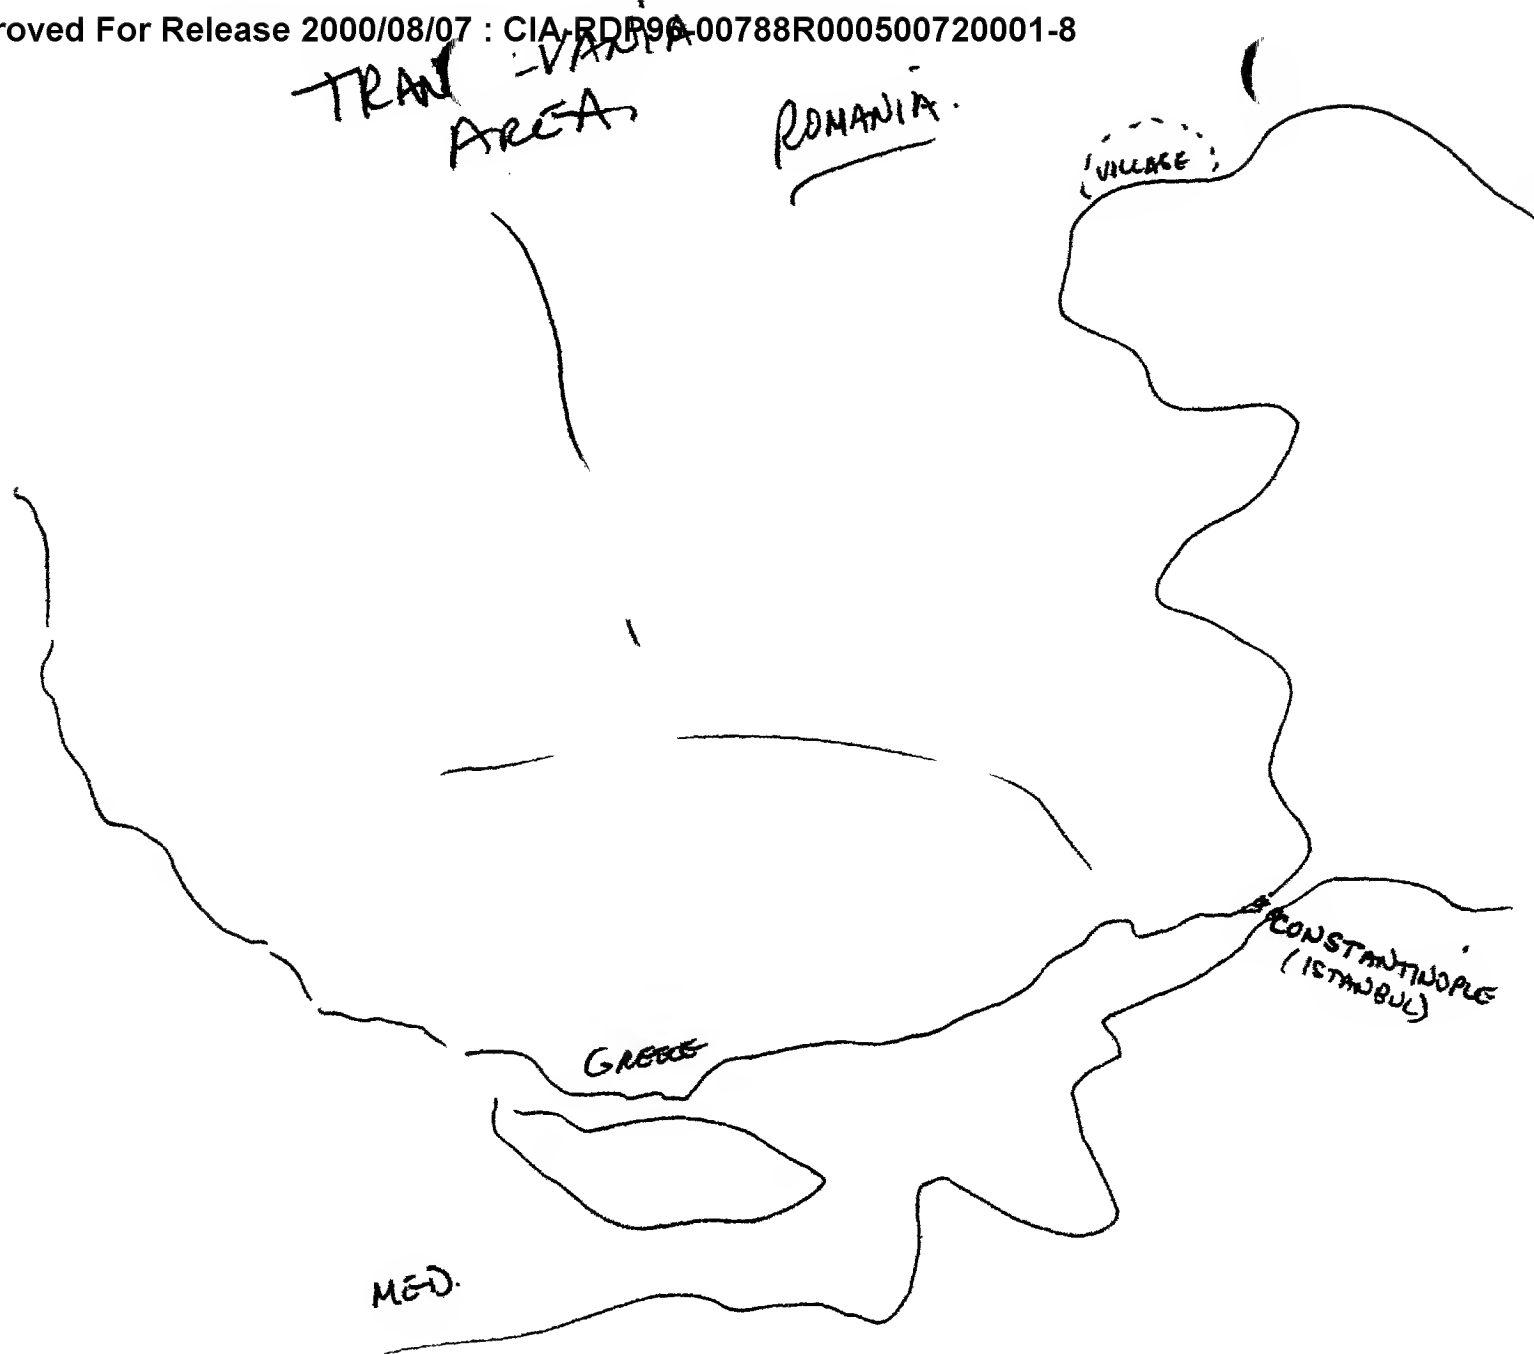 roved For Release 2000/08/07 : CIA-RDP96-00788R000500720001-8
TRAN -VANIA
AREA
ROMANIA.
VILLAGE
CONSTANTINOPLE
(ISTANBUL)
GREECE
MED.